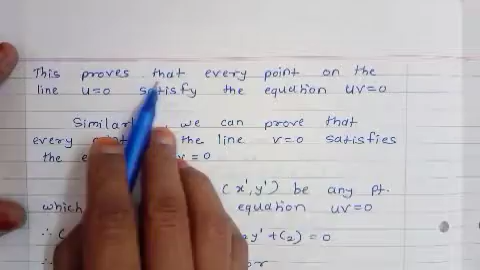 This proves that every point on the
line u=0 satisfy the equation uv=0
we can prove that
every the line v=0 satisfies
the = 0
(x',y') be any pt.
which equation uv=0
y'+c₂) = 0
or